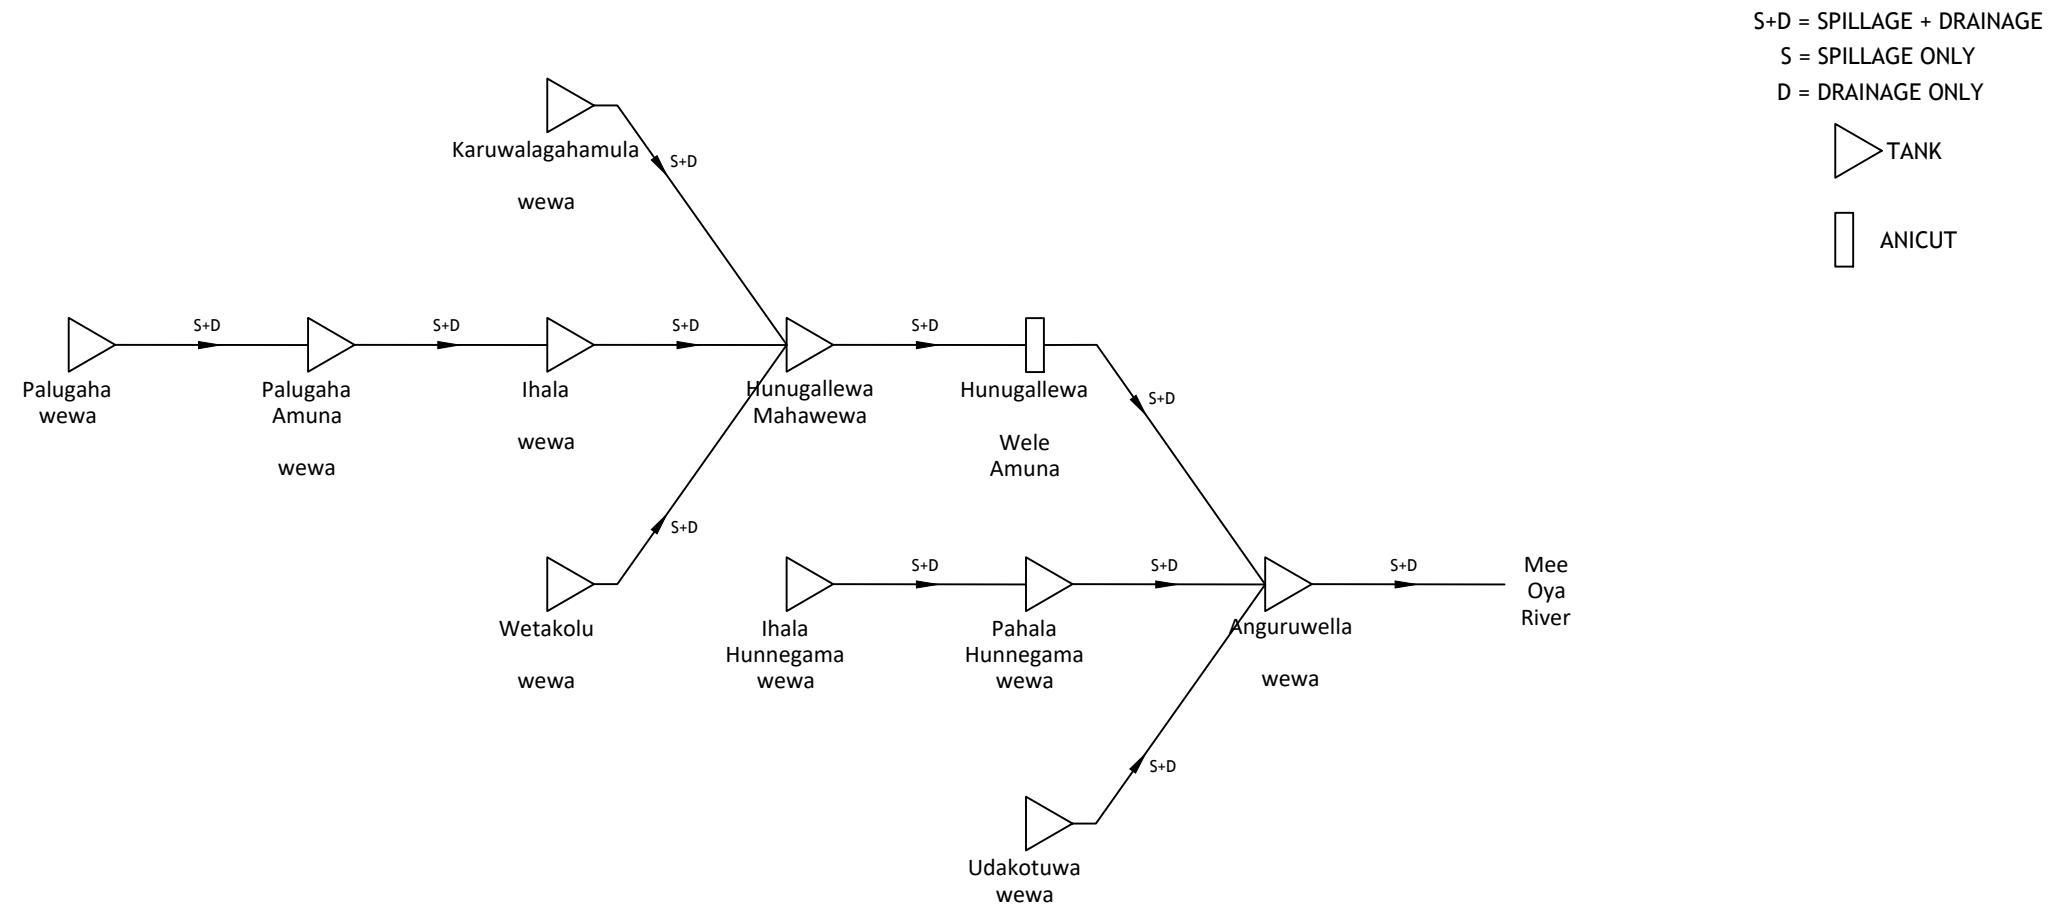 S+D = SPILLAGE + DRAINAGE
S = SPILLAGE ONLY
D = DRAINAGE ONLY
TANK
ANICUT
Karuwalagahamula
wewa
S+D
S+D
S+D
S+D
S+D
Palugaha
wewa
Palugaha
Amuna
wewa
Ihala
wewa
Hunugallewa
Mahawewa
Hunugallewa
Wele
Amuna
S+D
S+D
Wetakolu
wewa
S+D
S+D
S+D
Ihala
Hunnegama
wewa
Pahala
Hunnegama
wewa
Anguruwella
wewa
Mee
Oya
River
S+D
Udakotuwa
wewa